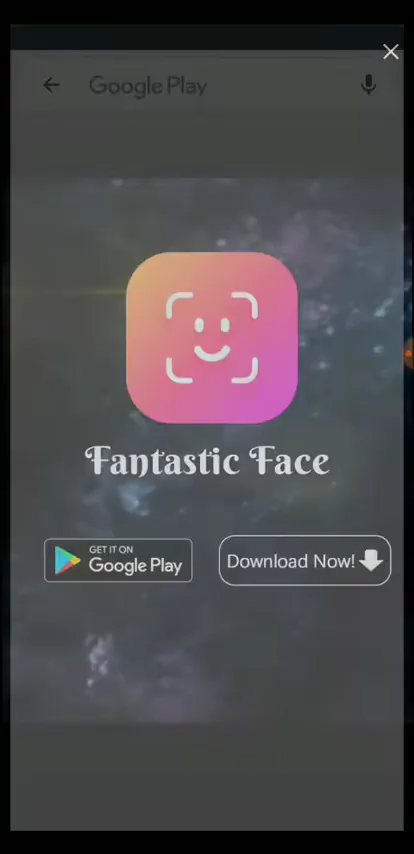 Google Play
Fantastic Face
GET IT ON
Google Play
Download Now!